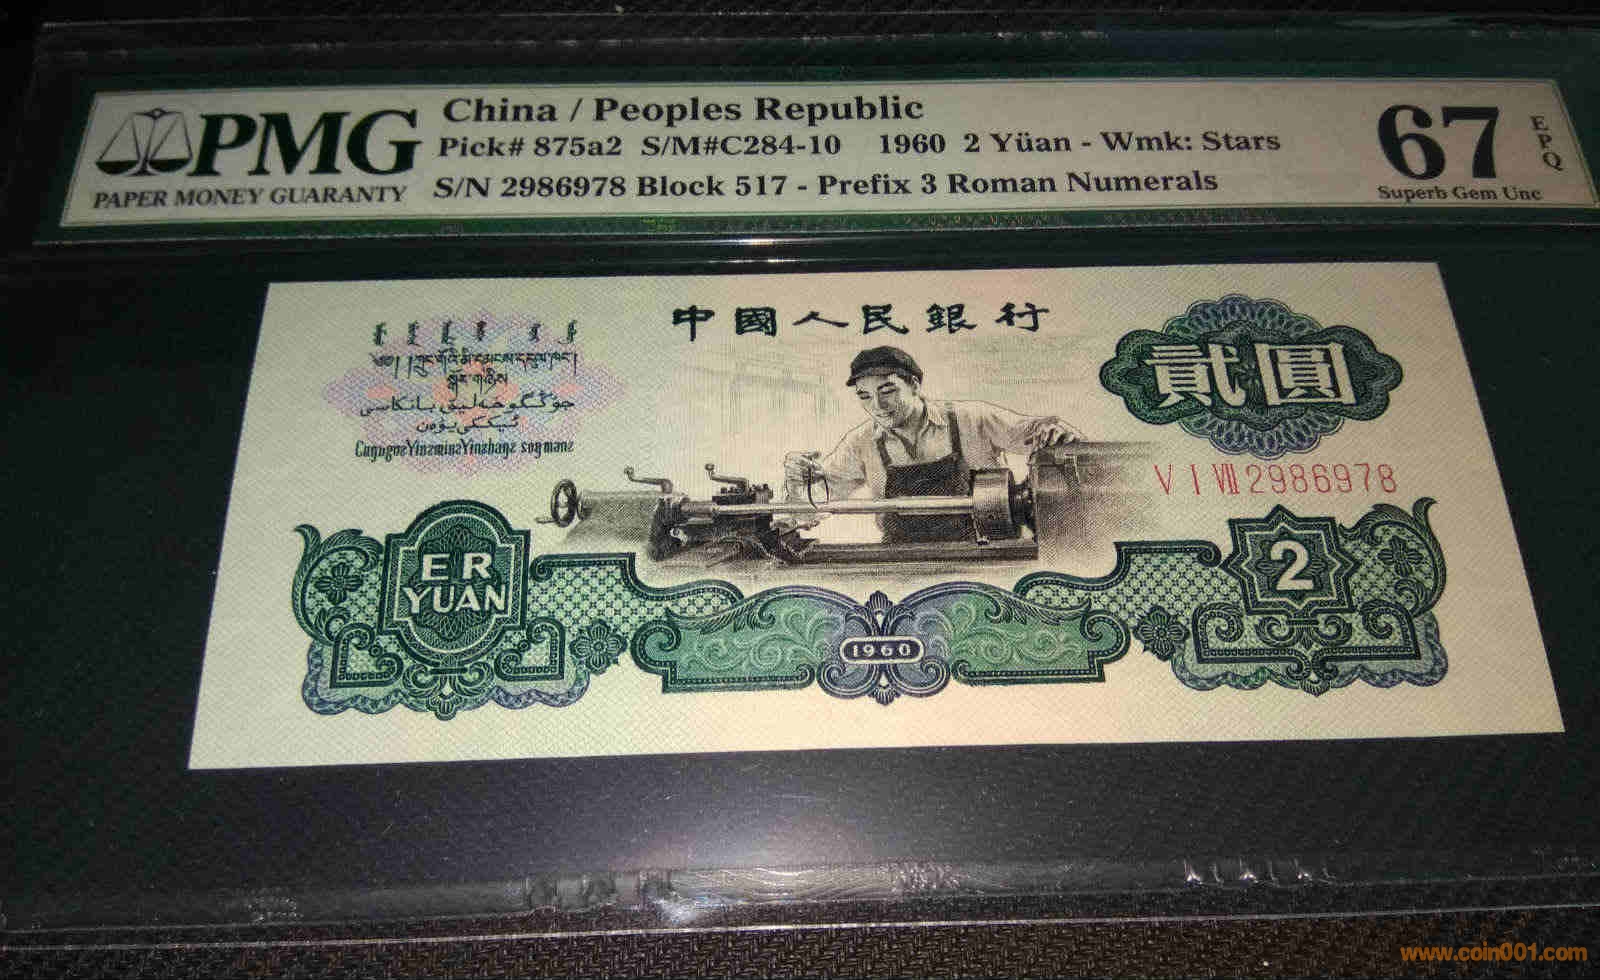 PMG
PAPER MONEY GUARANTY
China / Peoples Republic
Pick# 875a2 S/M#C284-10 1960 2 Yüan - Wmk: Stars
S/N 2986978 Block 517 - Prefix 3 Roman Numerals
67
EPQ
Superb Gem Unc
中國人民銀行
貳圓
V I VII 2986978
ER
YUAN
2
1960
www.coin001.com